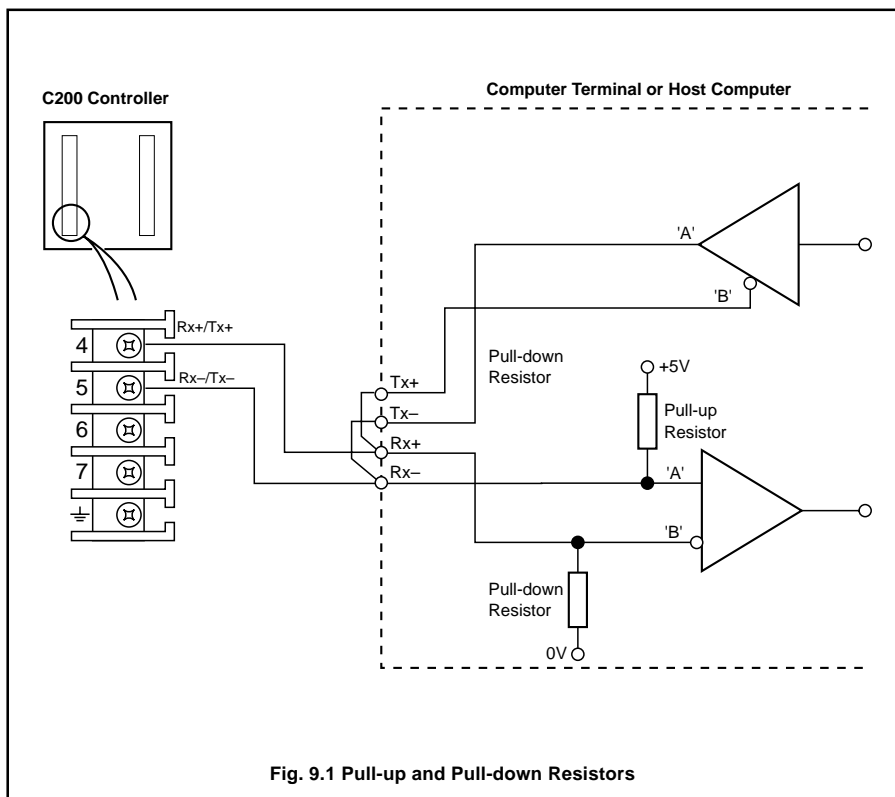 C200 Controller
Computer Terminal or Host Computer
'A'
'B'
Rx+/Tx+
4
Rx–/Tx–
5
6
7
Pull-down
Resistor
+5V
Tx+
Tx–
Rx+
Rx–
Pull-up
Resistor
'A'
'B'
Pull-down
Resistor
0V
Fig. 9.1 Pull-up and Pull-down Resistors